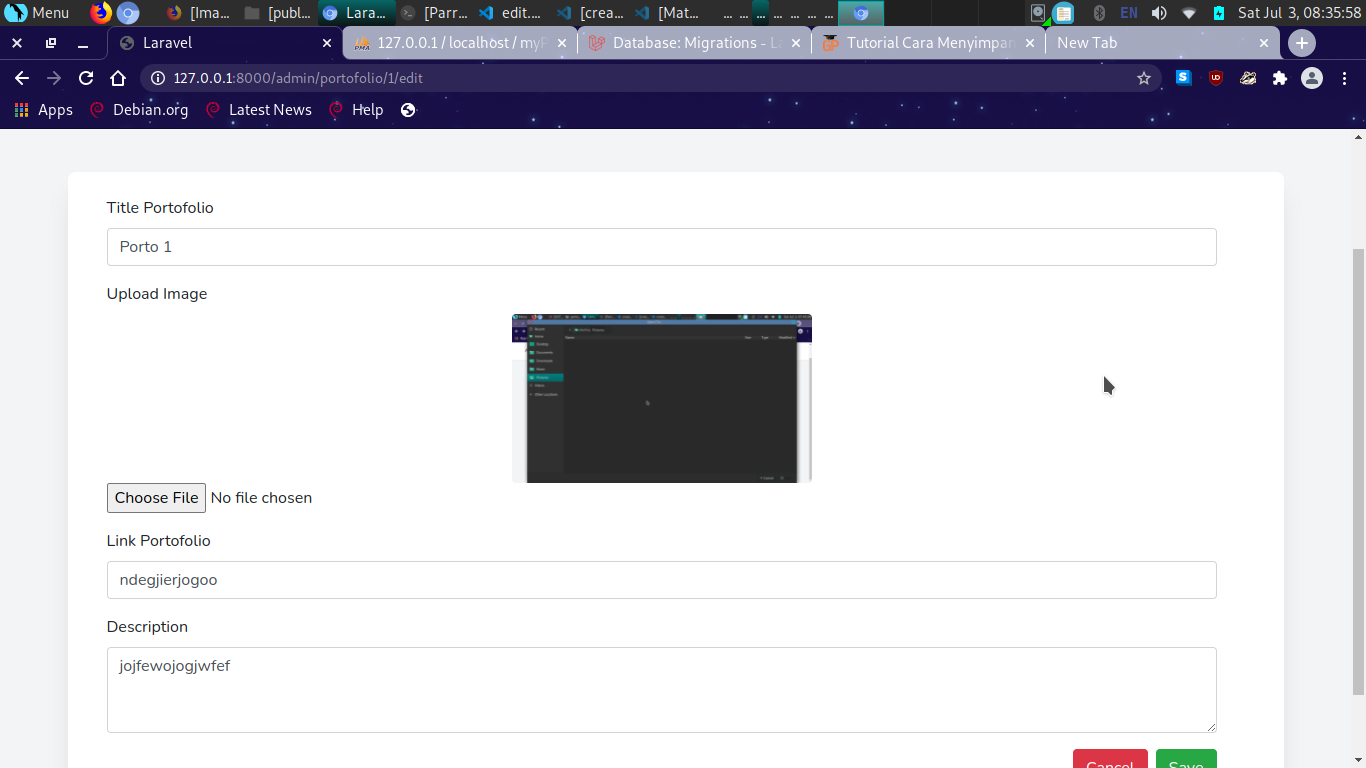 Menu [Ima... [publ... Lara... [Parr... edit.... [crea... [Mat... ... ... ... ... ... ... EN Sat Jul 3, 08:35:58
Laravel 127.0.0.1 / localhost / myP Database: Migrations - La Tutorial Cara Menyimpan New Tab
127.0.0.1:8000/admin/portofolio/1/edit
Apps Debian.org Latest News Help
Title Portofolio
Porto 1
Upload Image
Choose File No file chosen
Link Portofolio
ndegjierjogoo
Description
jojfewojogjwfef
Cancel Save